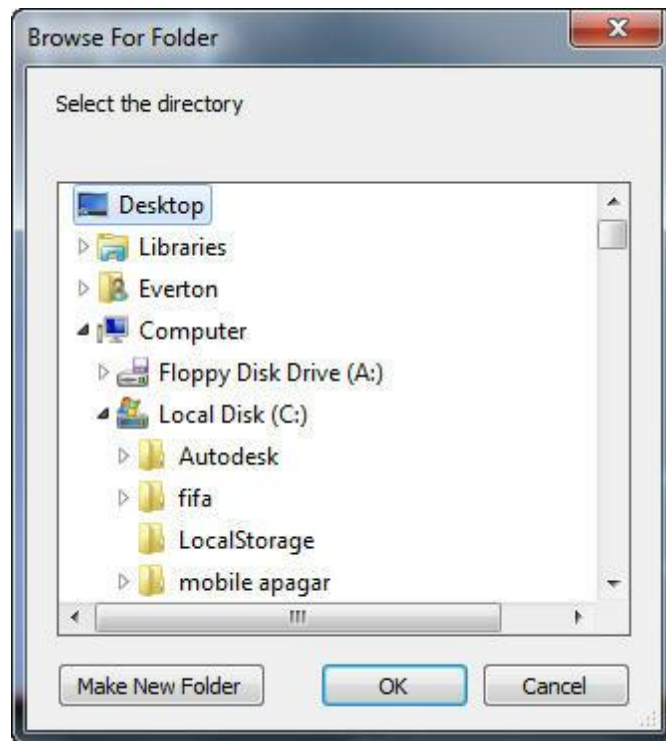 Browse For Folder
Select the directory
Desktop
Libraries
Everton
Computer
Floppy Disk Drive (A:)
Local Disk (C:)
Autodesk
fifa
LocalStorage
mobile apagar
Make New Folder
OK
Cancel